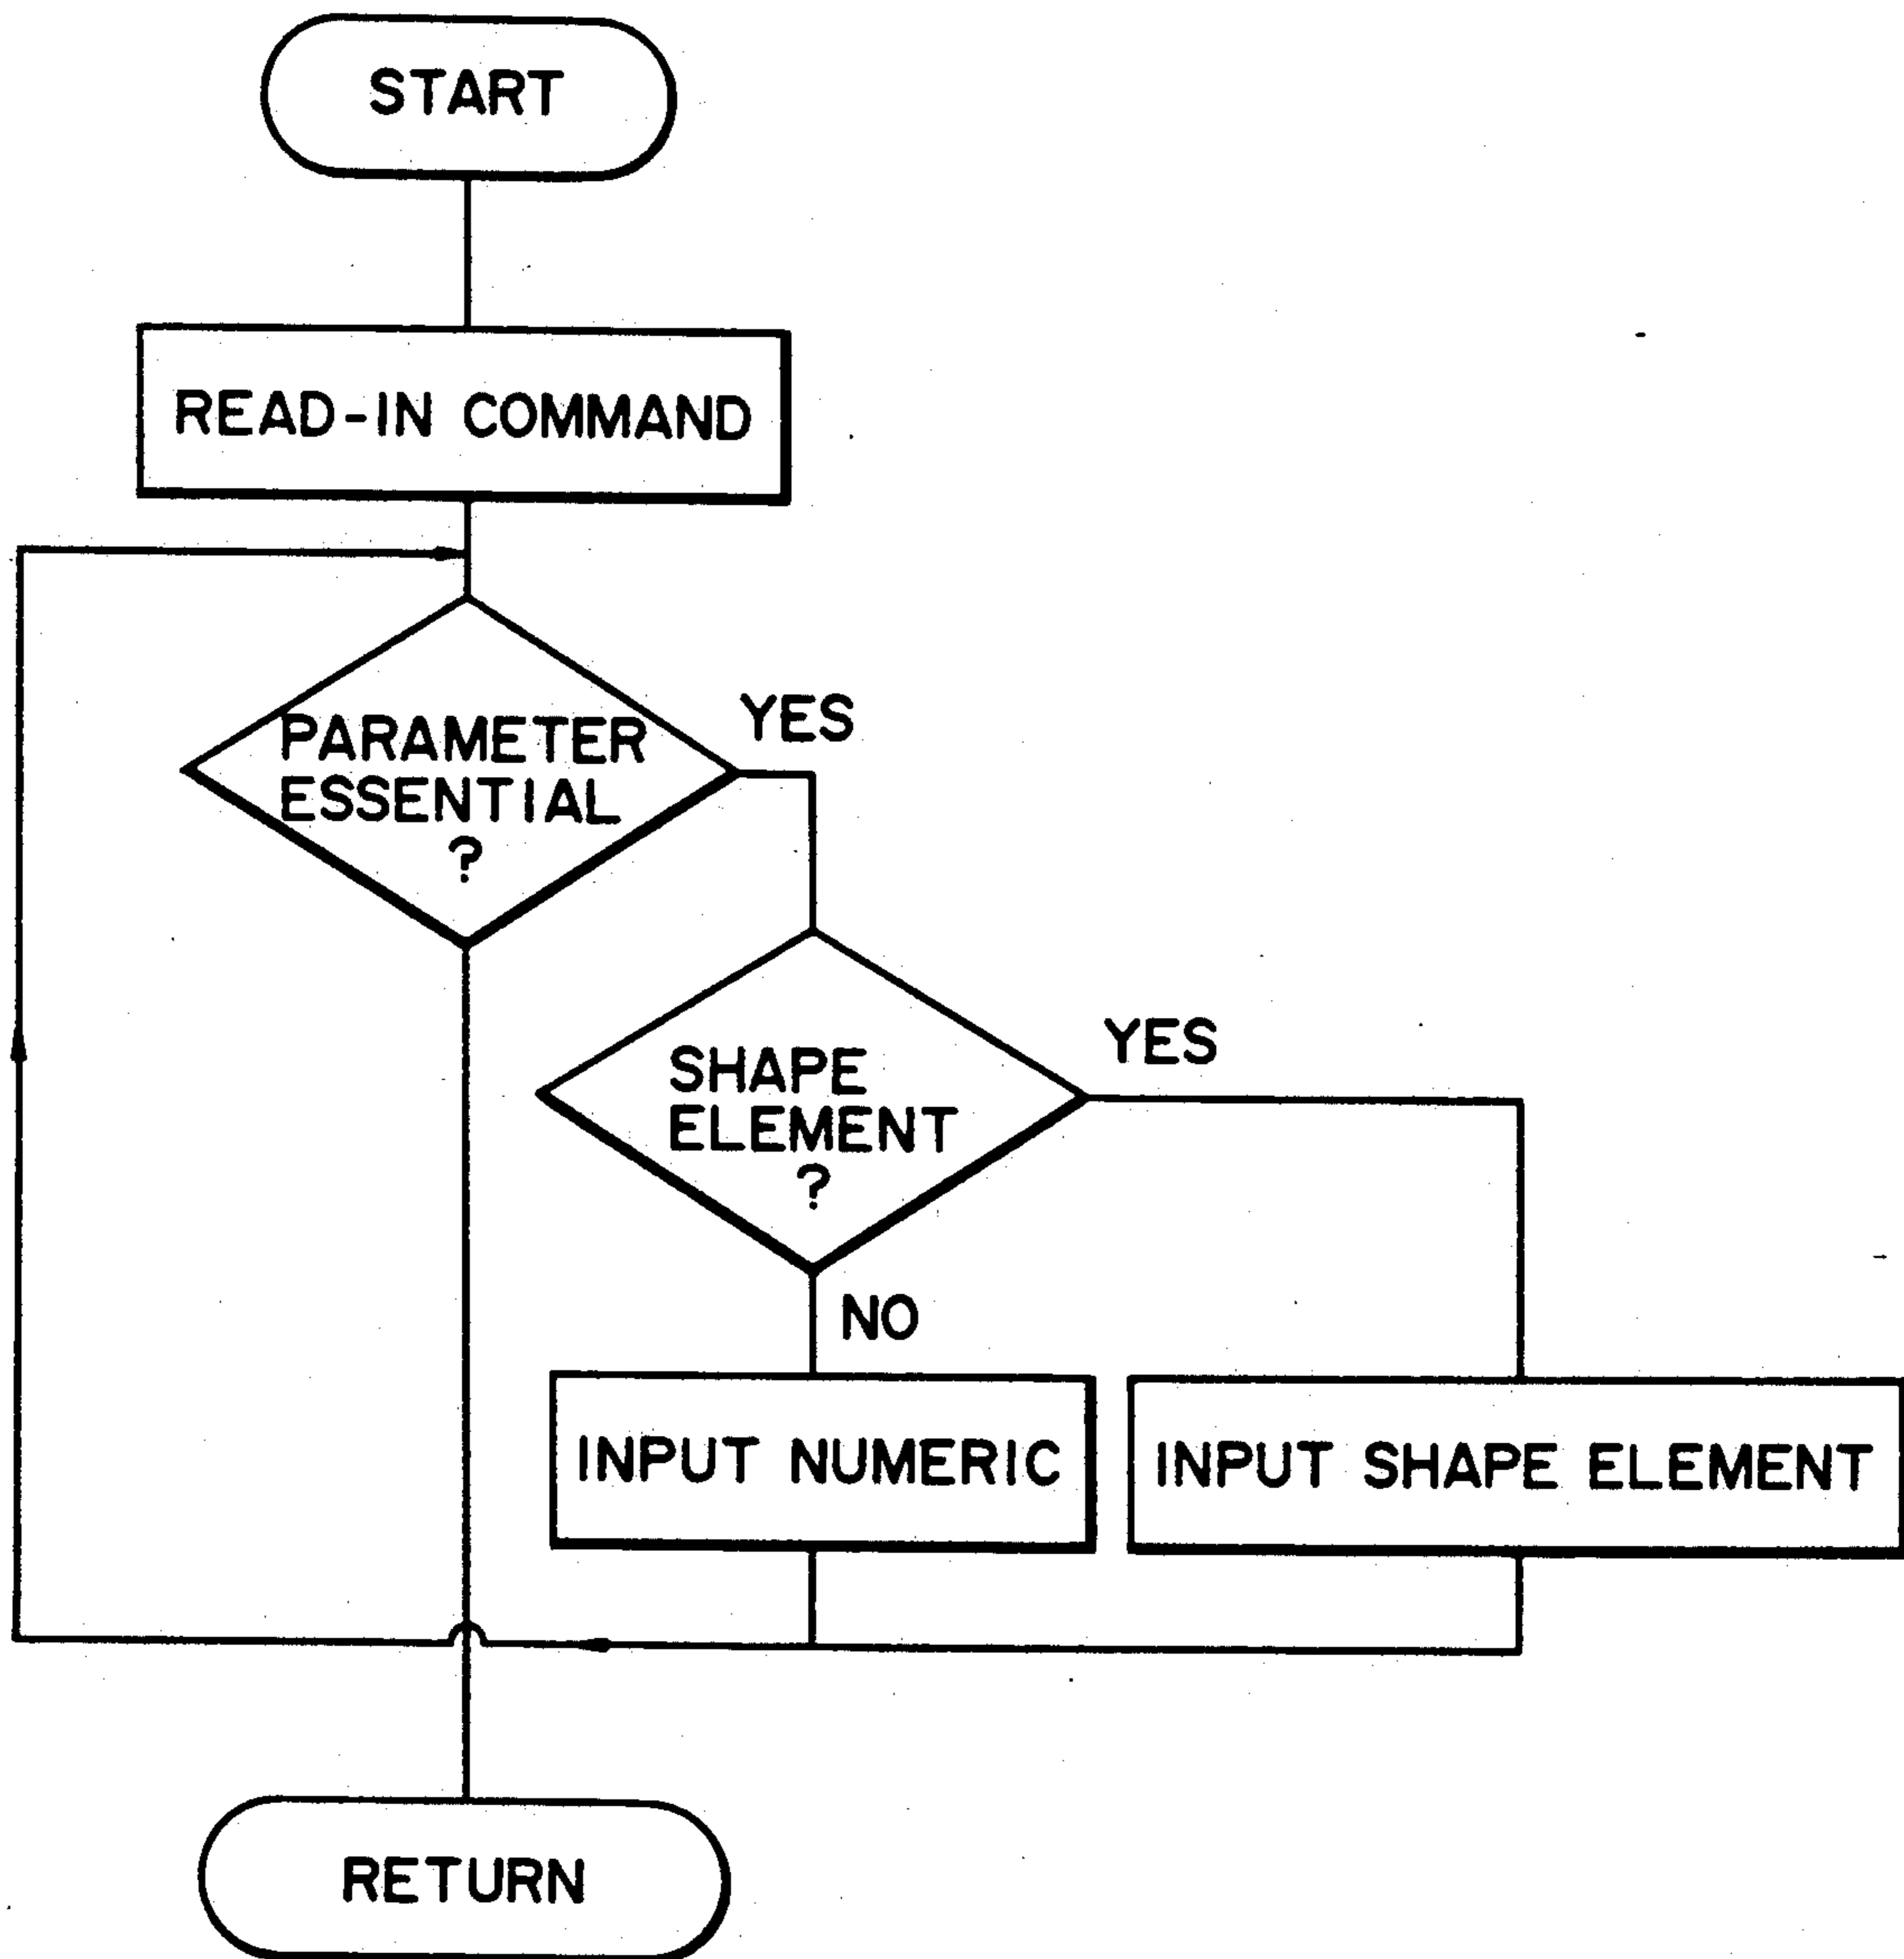 START
READ-IN COMMAND
PARAMETER
ESSENTIAL
?
YES
SHAPE
ELEMENT
?
YES
NO
INPUT NUMERIC
INPUT SHAPE ELEMENT
RETURN